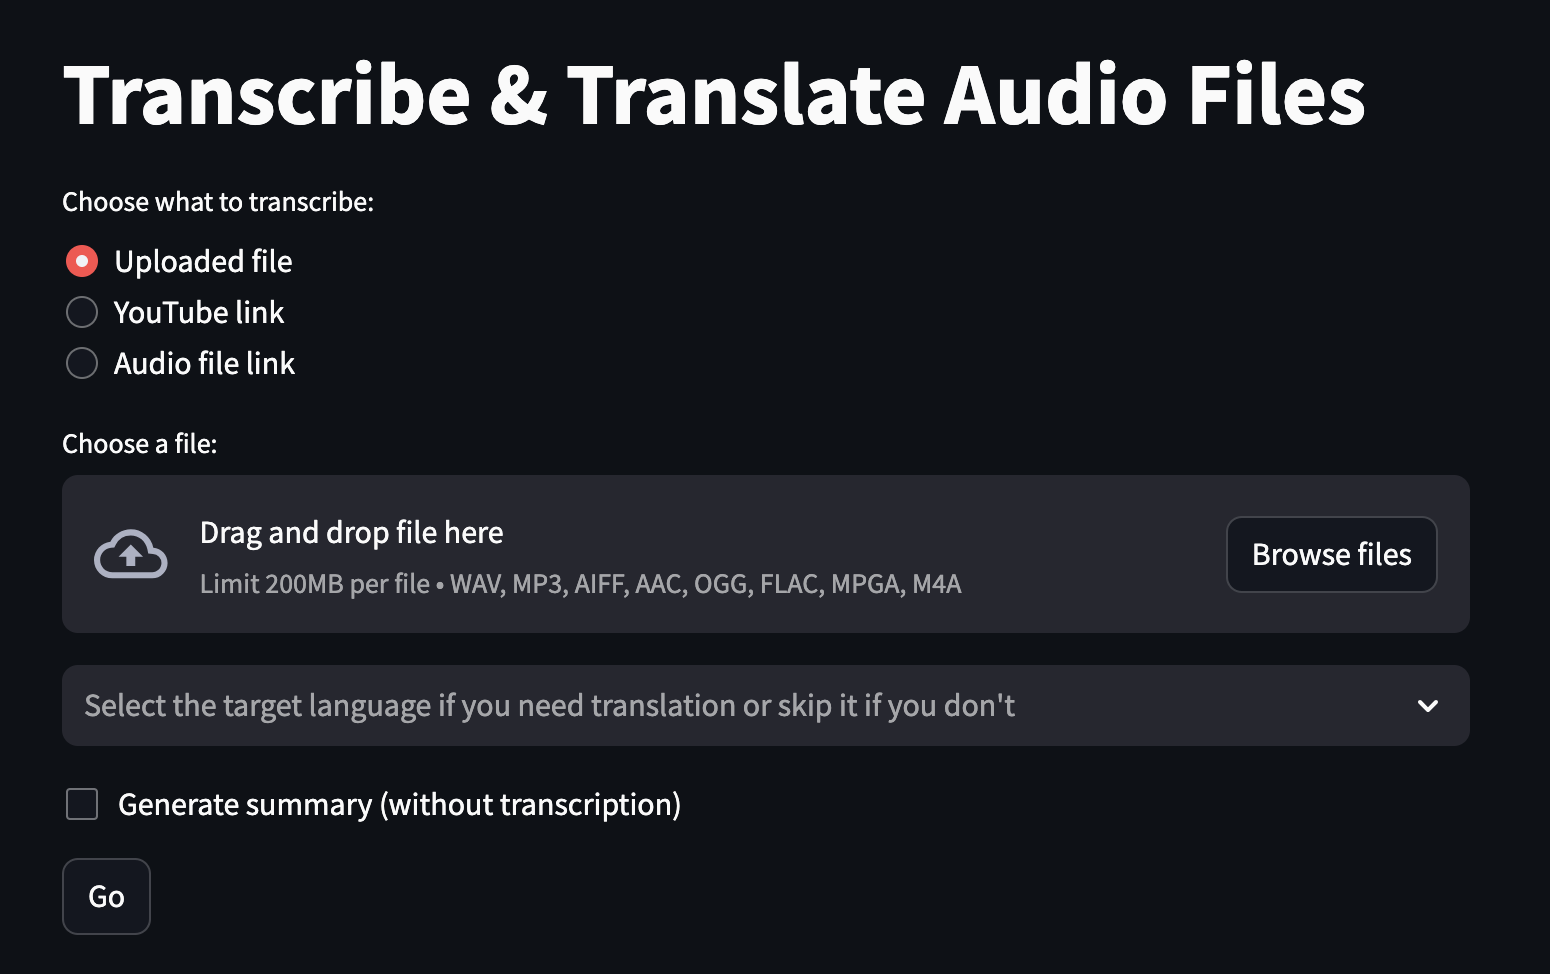 Transcribe & Translate Audio Files
Choose what to transcribe:
Uploaded file
YouTube link
Audio file link
Choose a file:
Drag and drop file here
Limit 200MB per file • WAV, MP3, AIFF, AAC, OGG, FLAC, MPGA, M4A
Browse files
Select the target language if you need translation or skip it if you don't
Generate summary (without transcription)
Go